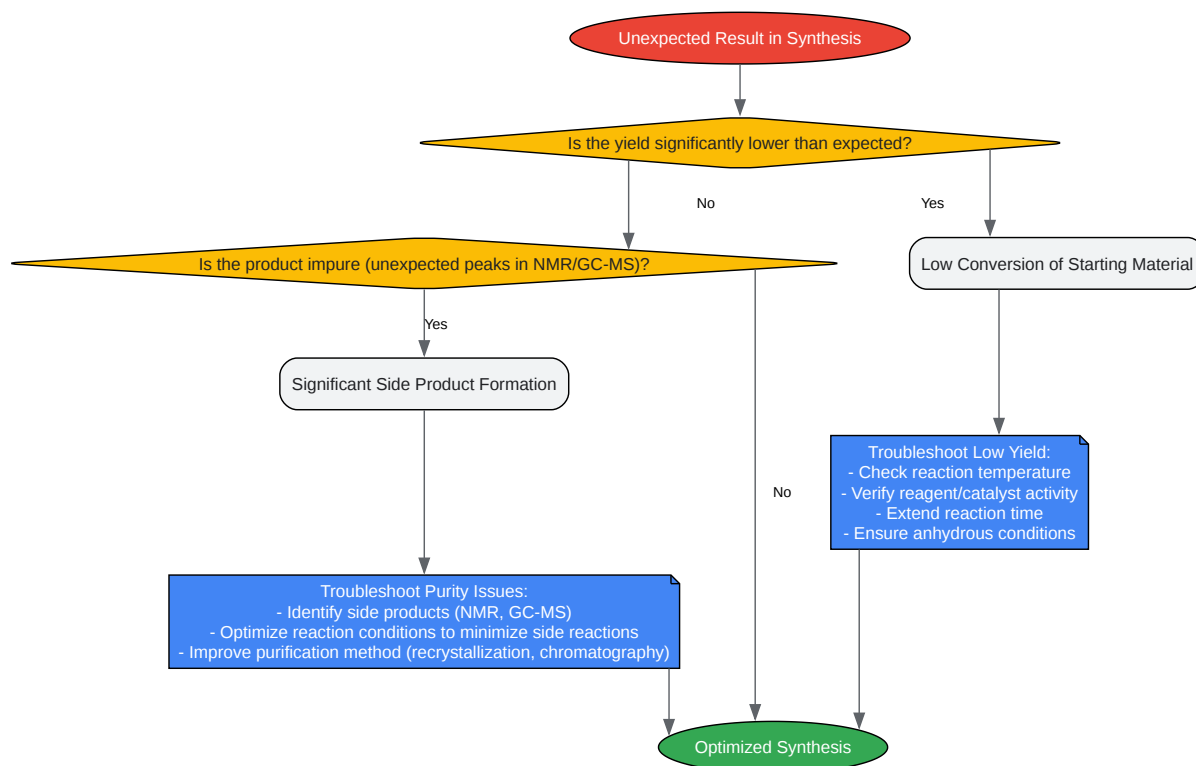 Unexpected Result in Synthesis
Is the yield significantly lower than expected?
No
Yes
Is the product impure (unexpected peaks in NMR/GC-MS)?
Low Conversion of Starting Material
Yes
Significant Side Product Formation
Troubleshoot Low Yield:
- Check reaction temperature
- Verify reagent/catalyst activity
- Extend reaction time
- Ensure anhydrous conditions
No
Troubleshoot Purity Issues:
- Identify side products (NMR, GC-MS)
- Optimize reaction conditions to minimize side reactions
- Improve purification method (recrystallization, chromatography)
Optimized Synthesis